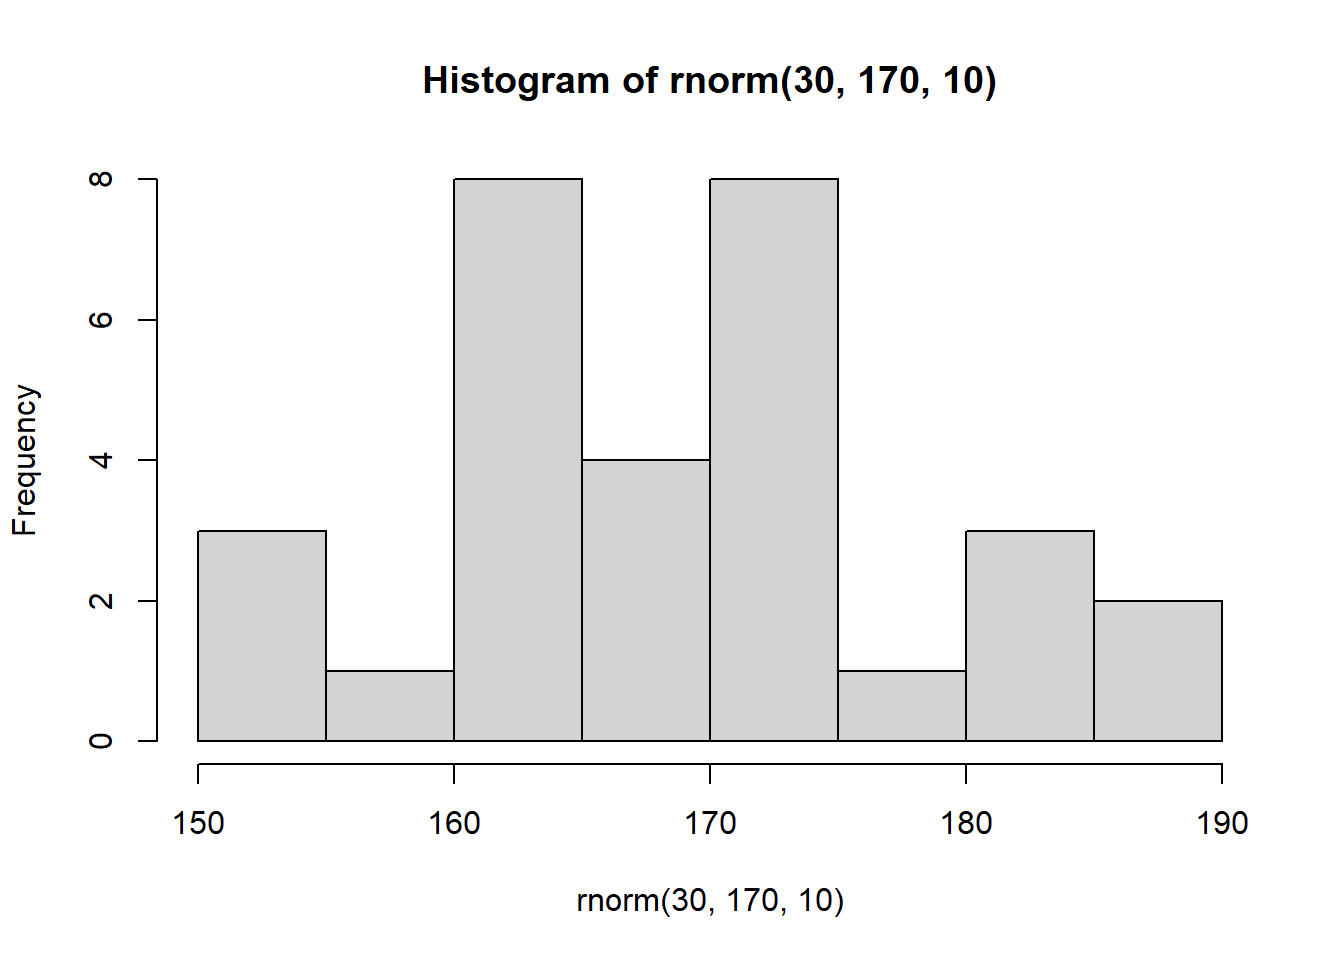 Histogram of rnorm(30, 170, 10)
Frequency
8
6
4
2
0
150 160 170 180 190
rnorm(30, 170, 10)